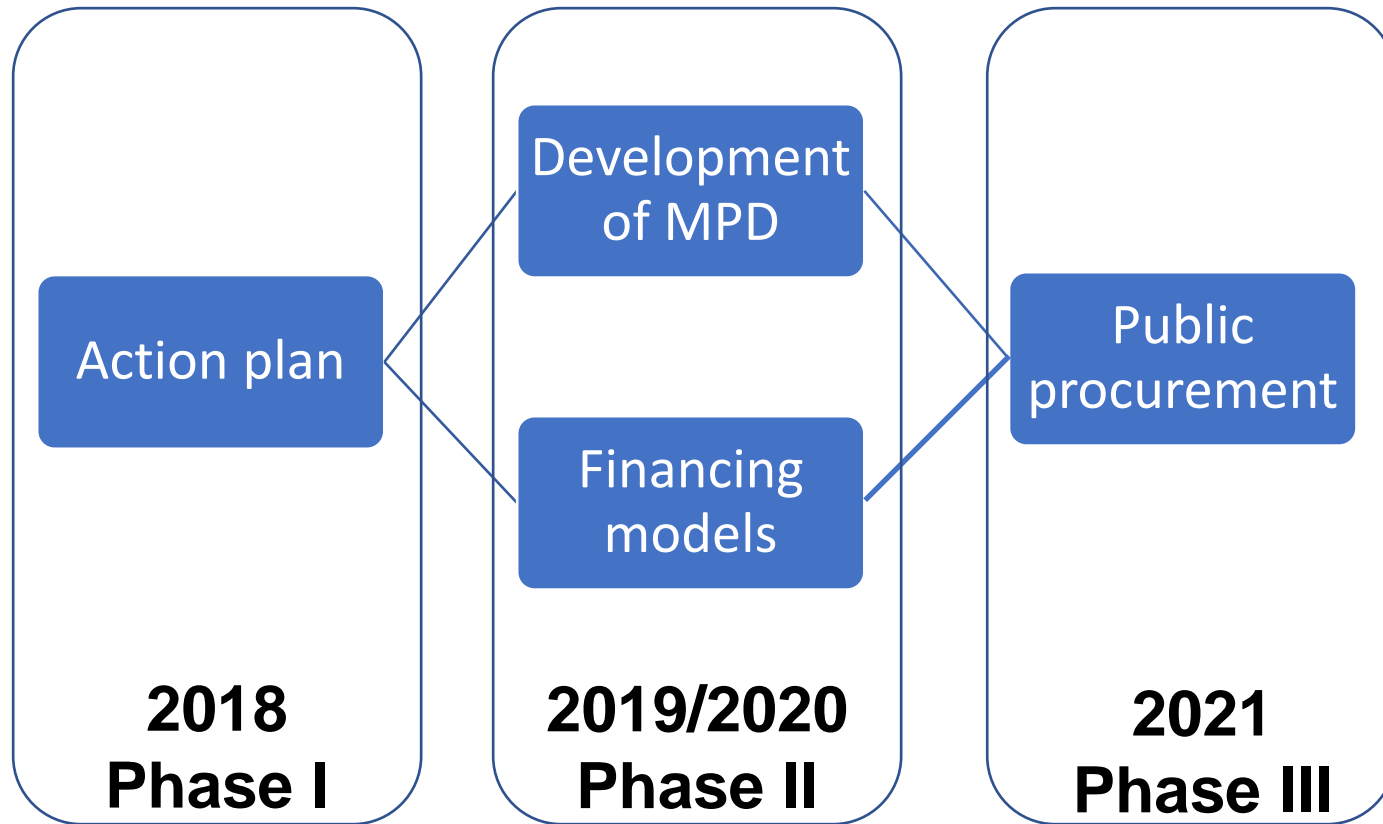 Action plan
2018
Phase I
Development
of MPD
Financing
models
2019/2020
Phase II
Public
procurement
2021
Phase III